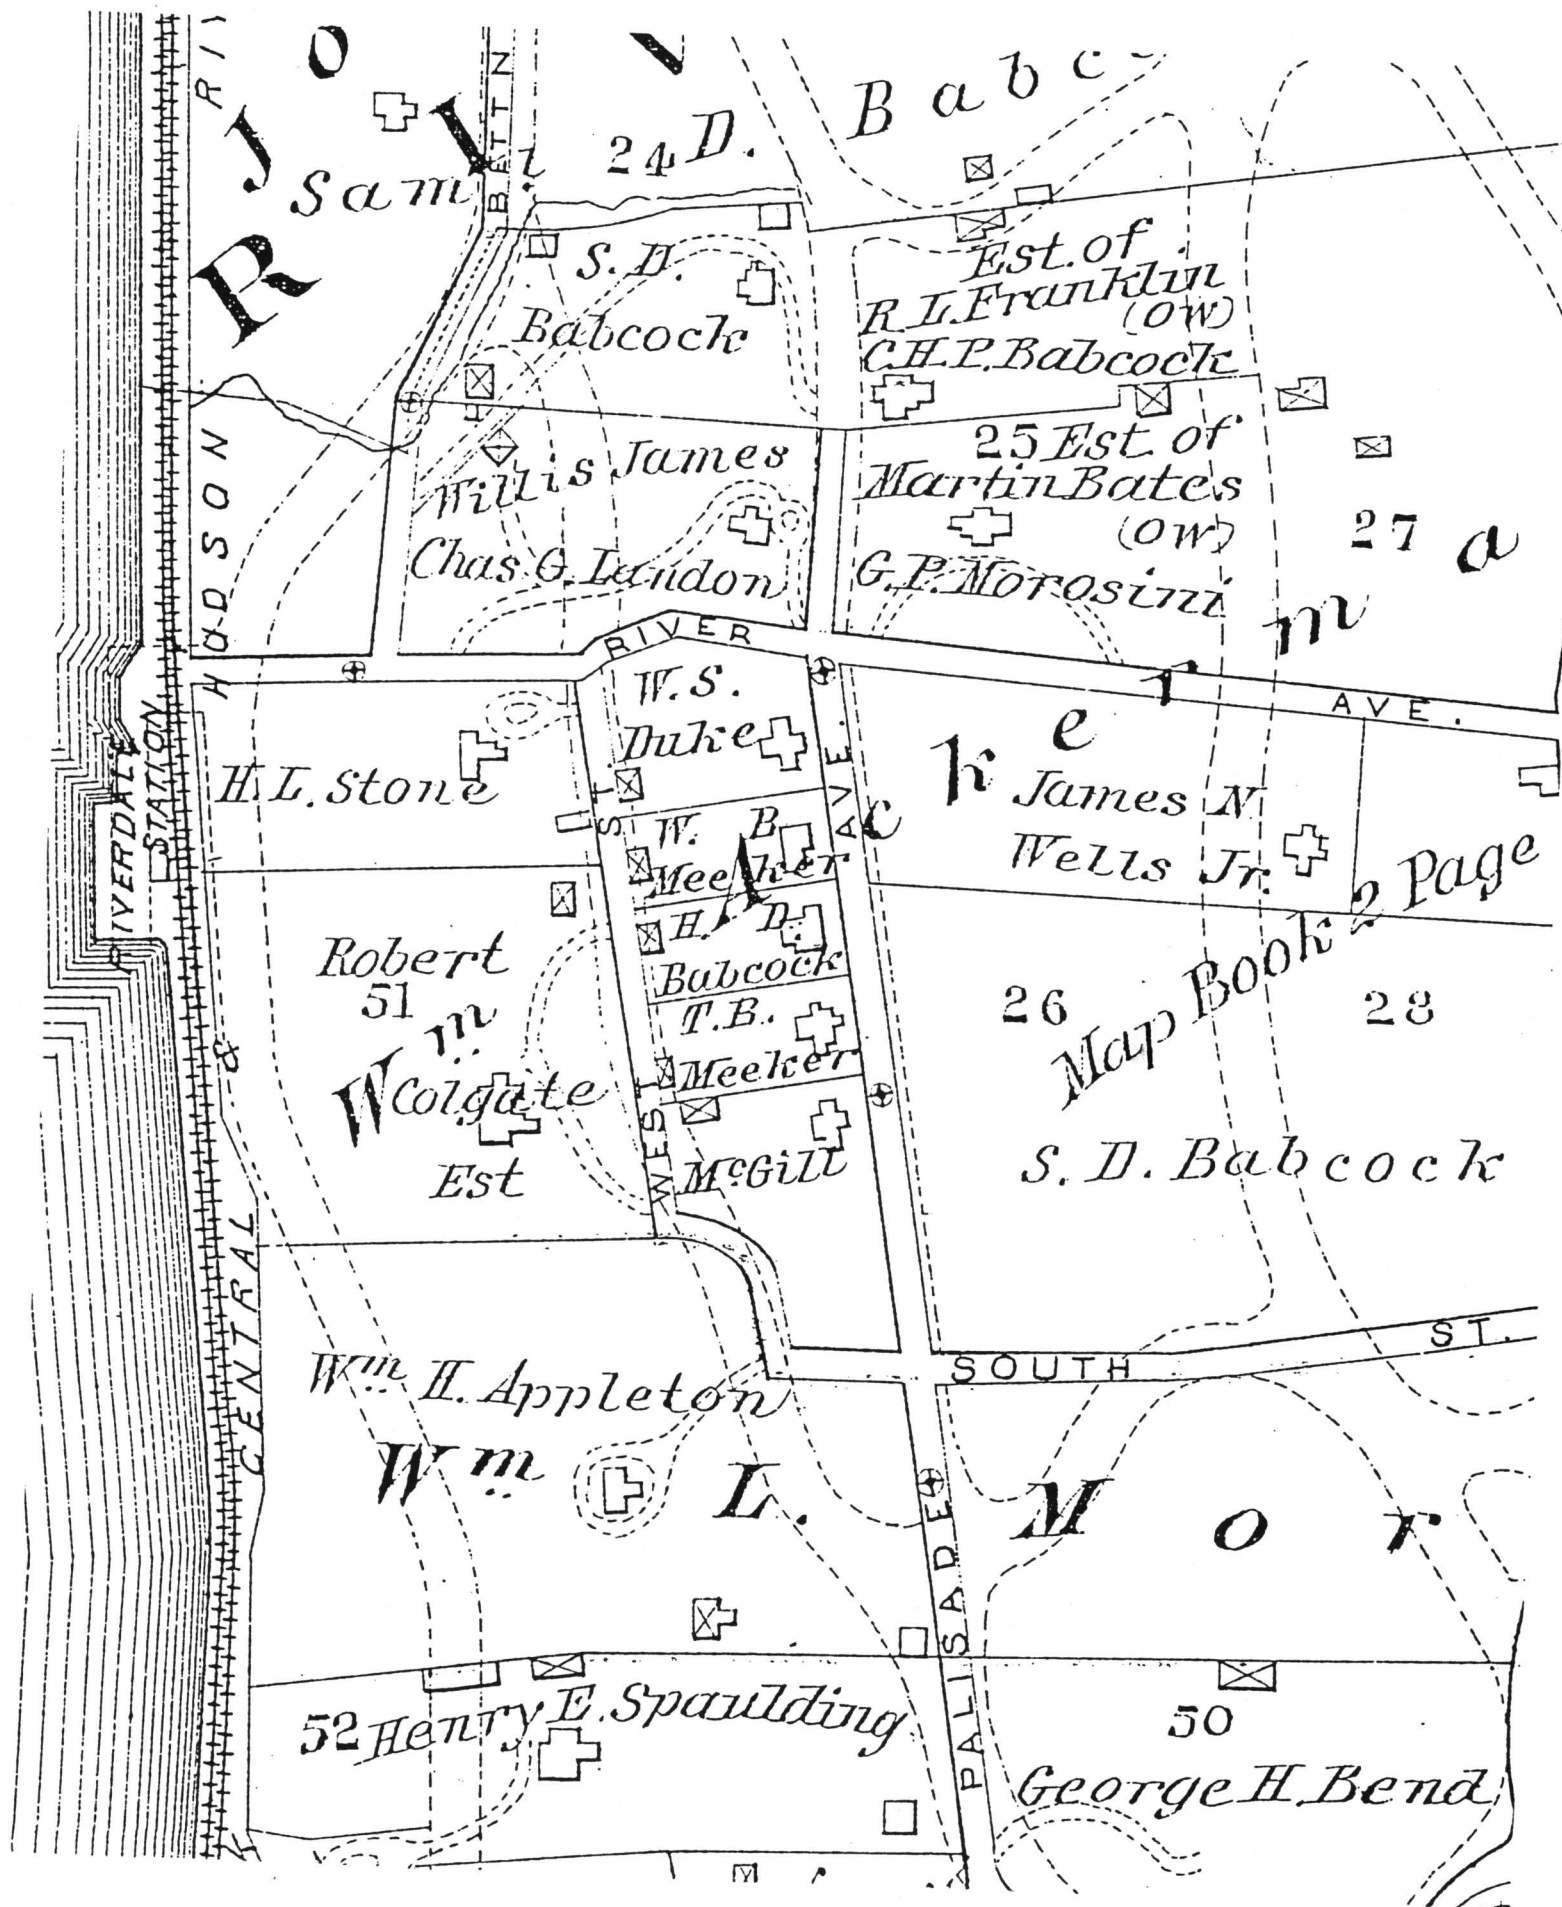 J o
R I V
Sam'l
BETTN
24 D.
Babc
HUDSON
S. D.
Babcock
Est. of
R. L. Franklin
(OW)
C.H.P. Babcock
Willis James
Chas. G. Landon
25 Est. of
Martin Bates
(OW)
G. P. Morosini
27
RIVER AVE.
RIVERDALE
STATION
H. L. Stone
W. S.
Duke
W. B.
Meeker
H. D.
Babcock
T. B.
Meeker
McGill
WEST ST.
AVE.
A c k e r m a
James N.
Wells Jr.
Map Book 2 Page
26
28
S. D. Babcock
Robert
51
Wm
Colgate
Est
& CENTRAL
Wm H. Appleton
SOUTH ST.
Wm L. Mor
PALISADE
52 Henry E. Spaulding
50
George H. Bend